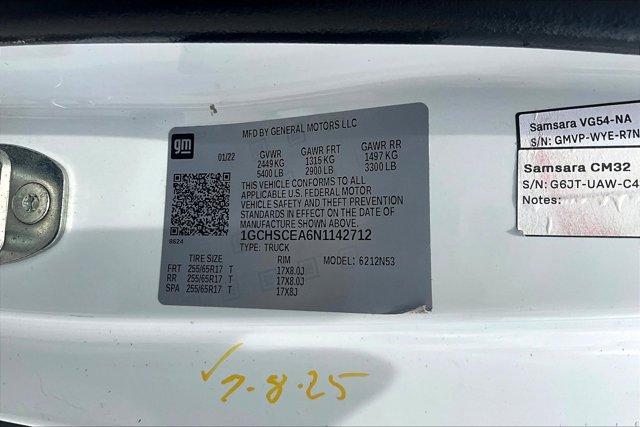 gm
MFD BY GENERAL MOTORS LLC
01/22 GVWR GAWR FRT GAWR RR
2449 KG 1315 KG 1497 KG
5400 LB 2900 LB 3300 LB
THIS VEHICLE CONFORMS TO ALL
APPLICABLE U.S. FEDERAL MOTOR
VEHICLE SAFETY AND THEFT PREVENTION
STANDARDS IN EFFECT ON THE DATE OF
MANUFACTURE SHOWN ABOVE.
1GCHSCEA6N1142712
8624
TYPE: TRUCK
TIRE SIZE RIM MODEL: 6212N53
FRT 255/65R17 T 17X8.0J
RR 255/65R17 T 17X8.0J
SPA 255/65R17 T 17X8J
Samsara VG54-NA
S/N: GMVP-WYE-R7N
Samsara CM32
S/N: G6JT-UAW-C4
Notes:
✓7-8-25